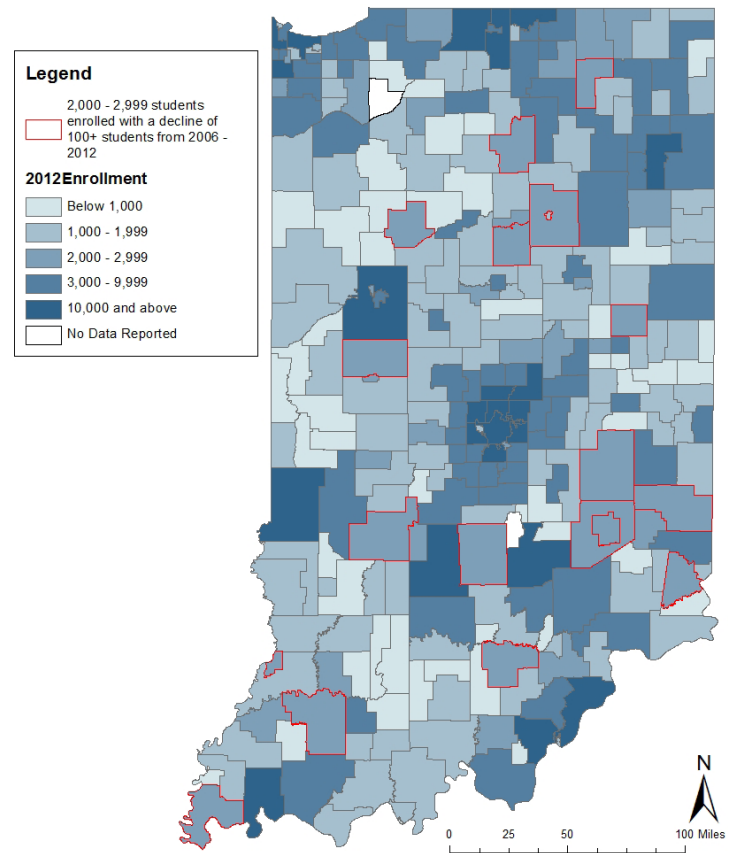 Legend
2,000 - 2,999 students
enrolled with a decline of
100+ students from 2006 -
2012
2012Enrollment
Below 1,000
1,000 - 1,999
2,000 - 2,999
3,000 - 9,999
10,000 and above
No Data Reported
N
0 25 50 100 Miles